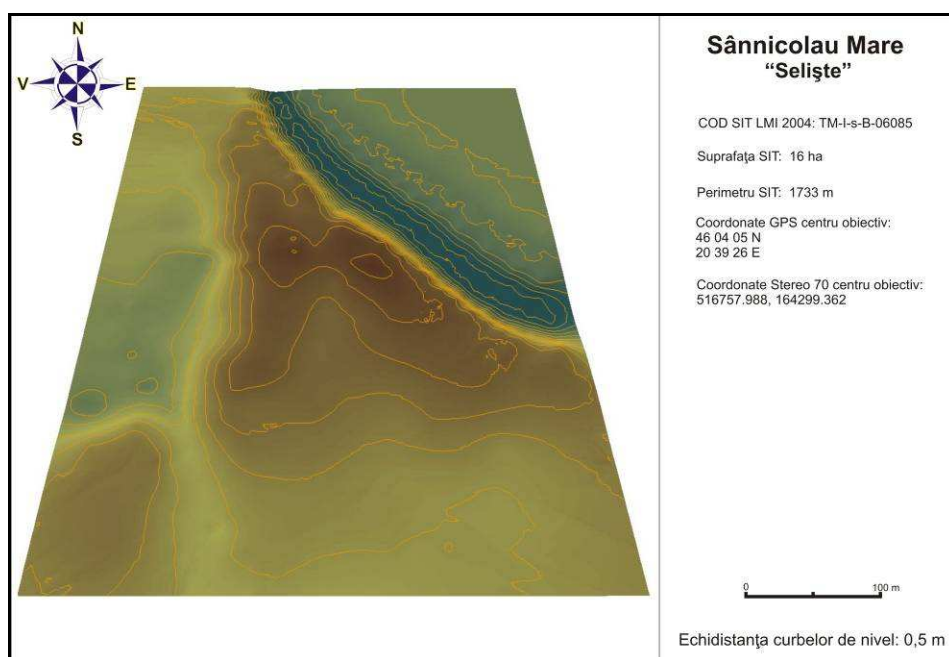 N
V E
S
Sânnicolau Mare
“Selişte”
COD SIT LMI 2004: TM-I-s-B-06085
Suprafaţa SIT: 16 ha
Perimetru SIT: 1733 m
Coordonate GPS centru obiectiv:
46 04 05 N
20 39 26 E
Coordonate Stereo 70 centru obiectiv:
516757.988, 164299.362
0 100 m
Echidistanţa curbelor de nivel: 0,5 m